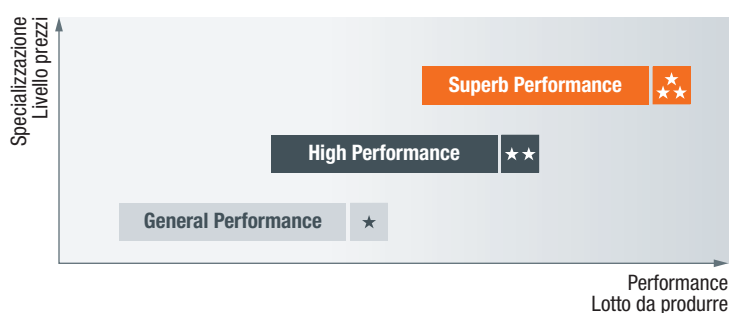 Specializzazione
Livello prezzi
Superb Performance
High Performance
General Performance
Performance
Lotto da produrre